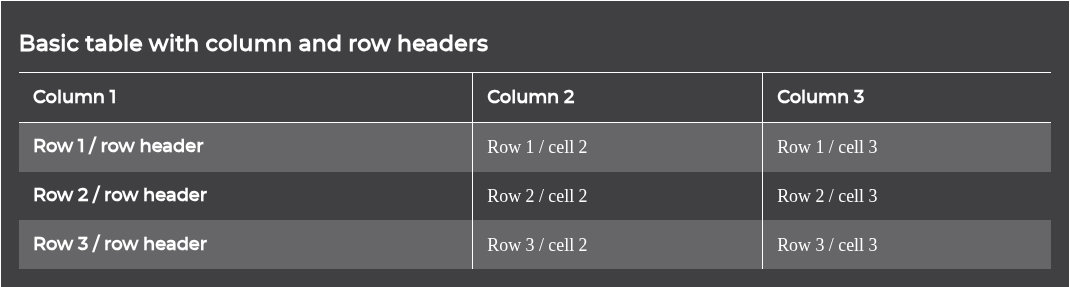 Basic table with column and row headers
Column 1 Column 2 Column 3
Row 1 / row header Row 1 / cell 2 Row 1 / cell 3
Row 2 / row header Row 2 / cell 2 Row 2 / cell 3
Row 3 / row header Row 3 / cell 2 Row 3 / cell 3